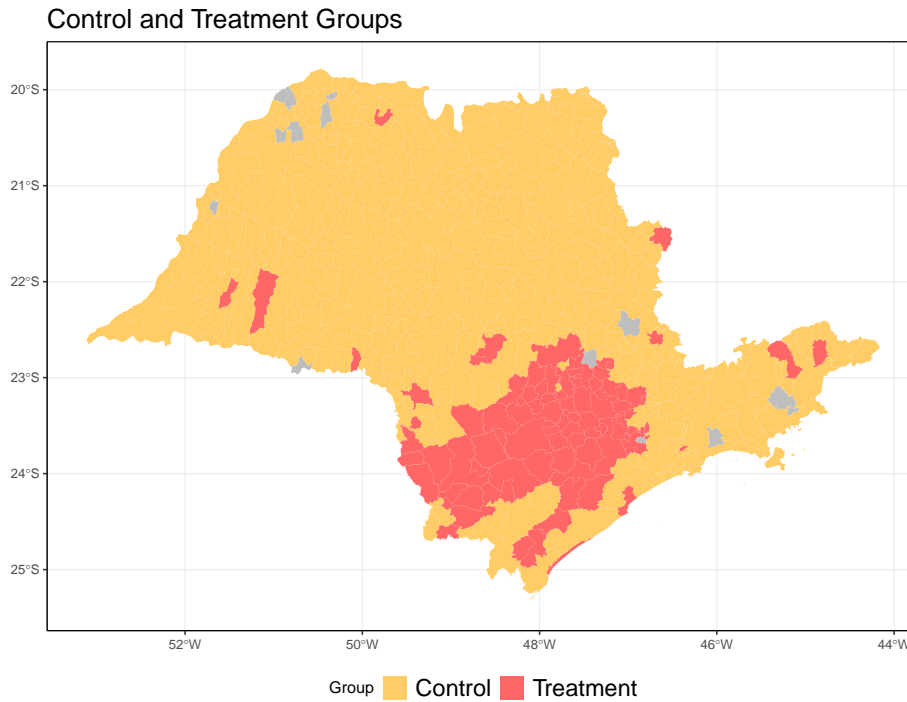 Control and Treatment Groups
20°S
21°S
22°S
23°S
24°S
25°S
52°W
50°W
48°W
46°W
44°W
Group Control Treatment